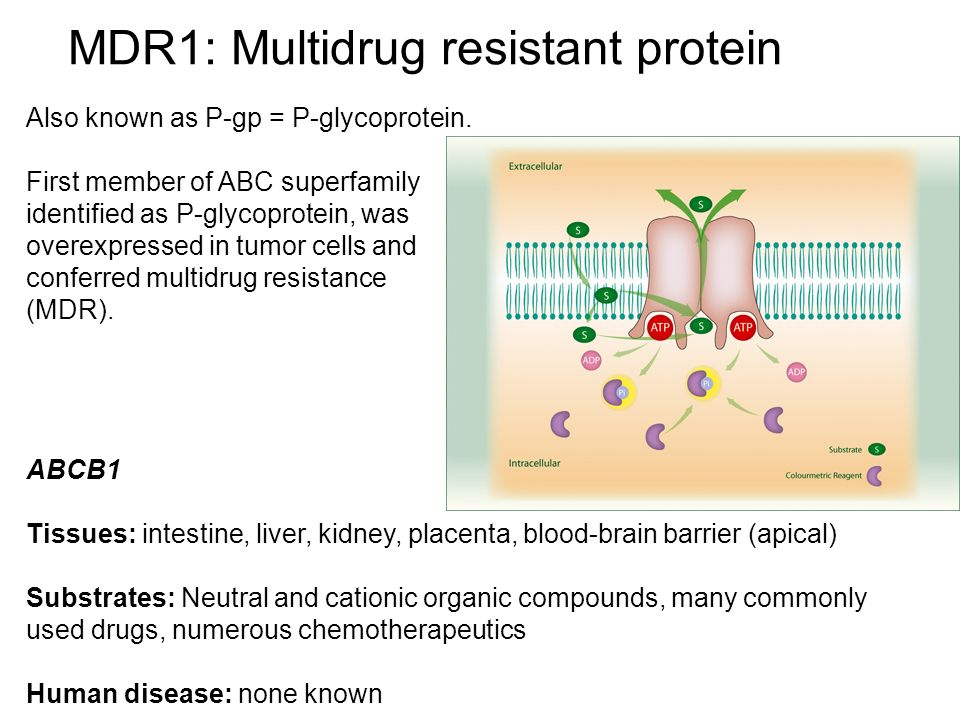 MDR1: Multidrug resistant protein
Also known as P-gp = P-glycoprotein.
First member of ABC superfamily
identified as P-glycoprotein, was
overexpressed in tumor cells and
conferred multidrug resistance
(MDR).
Extracellular
S
S
S
S
S
ATP
ATP
ADP
ADP
Pi
Pi
Substrate S
Intracellular
Colourmetric Reagent
ABCB1
Tissues: intestine, liver, kidney, placenta, blood-brain barrier (apical)
Substrates: Neutral and cationic organic compounds, many commonly
used drugs, numerous chemotherapeutics
Human disease: none known